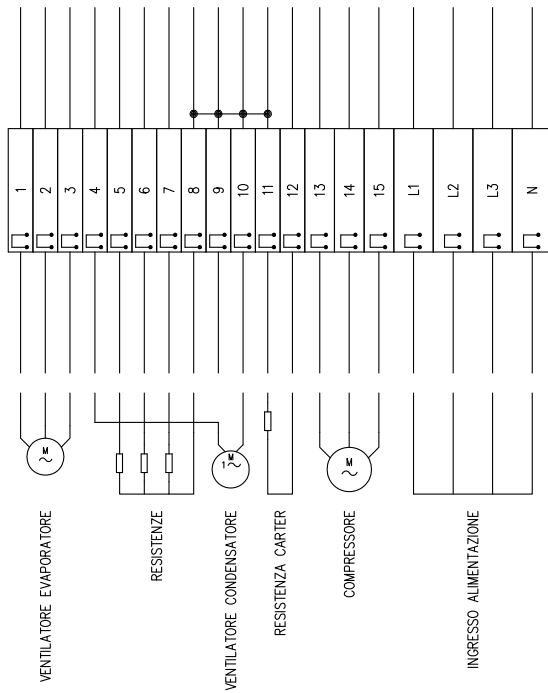 1
2
3
4
5
6
7
8
9
10
11
12
13
14
15
L1
L2
L3
N
M
1
M
M
VENTILATORE EVAPORATORE
RESISTENZE
VENTILATORE CONDENSATORE
RESISTENZA CARTER
COMPRESSORE
INGRESSO ALIMENTAZIONE